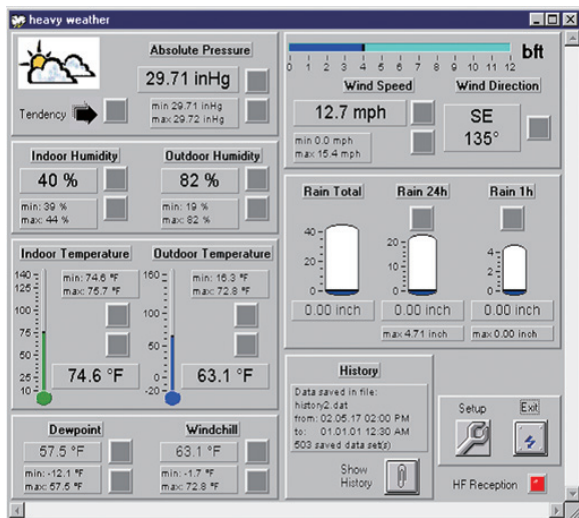 heavy weather
Absolute Pressure
29.71 inHg
Tendency
min 29.71 inHg
max 29.72 inHg
bft
0 1 2 3 4 5 6 7 8 9 10 11 12
Wind Speed
Wind Direction
12.7 mph
SE
135°
min 0.0 mph
max 15.4 mph
Indoor Humidity
Outdoor Humidity
40 %
82 %
min: 39 %
max: 44 %
min: 19 %
max: 82 %
Rain Total
Rain 24h
Rain 1h
40
20
0
20
10
0
4
2
0
0.00 inch
0.00 inch
0.00 inch
max 4.71 inch
max 0.00 inch
Indoor Temperature
Outdoor Temperature
140
125
100
75
50
25
10
min: 74.6 °F
max: 75.7 °F
74.6 °F
160
100
50
0
-20
min: 16.3 °F
max: 72.8 °F
63.1 °F
Dewpoint
Windchill
57.5 °F
63.1 °F
min: -12.1 °F
max: 57.5 °F
min: -1.7 °F
max: 72.8 °F
History
Data saved in file:
history2.dat
from: 02.05.17 02:00 PM
to: 01.01.01 12:30 AM
503 saved data set(s)
Show
History
Setup
Exit
HF Reception